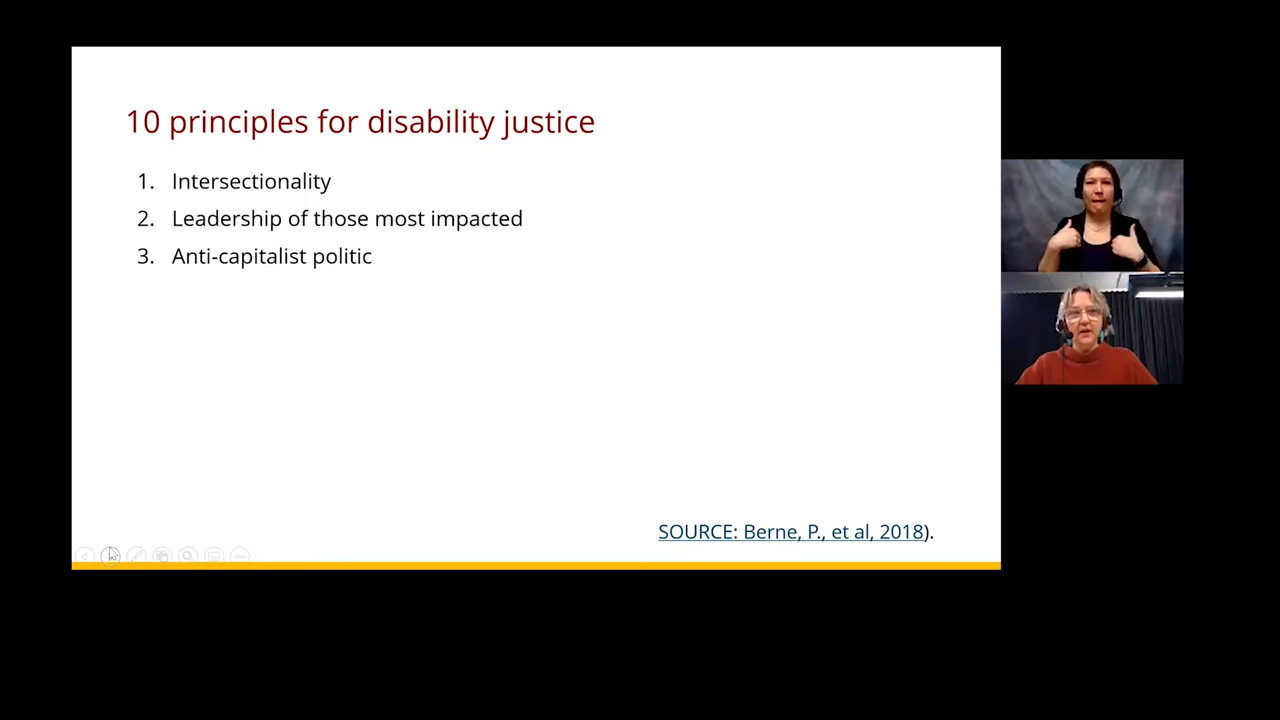 10 principles for disability justice
1. Intersectionality
2. Leadership of those most impacted
3. Anti-capitalist politic
SOURCE: Berne, P., et al, 2018).